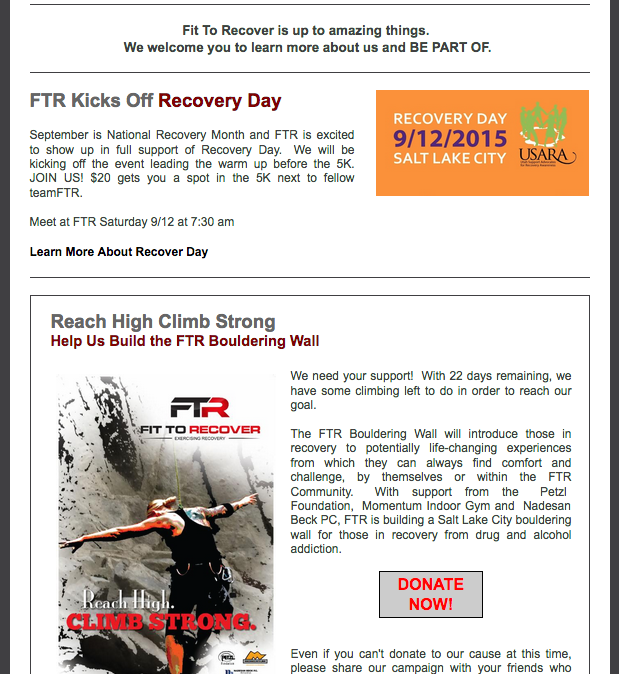 Fit To Recover is up to amazing things.
We welcome you to learn more about us and BE PART OF.
FTR Kicks Off Recovery Day
September is National Recovery Month and FTR is excited
to show up in full support of Recovery Day.  We will be
kicking off the event leading the warm up before the 5K.
JOIN US! $20 gets you a spot in the 5K next to fellow
teamFTR.
Meet at FTR Saturday 9/12 at 7:30 am
Learn More About Recover Day
RECOVERY DAY
9/12/2015
SALT LAKE CITY
USARA
Reach High Climb Strong
Help Us Build the FTR Bouldering Wall
FTR
FIT TO RECOVER
EXERCISING RECOVERY
Reach High.
CLIMB STRONG.
We need your support!  With 22 days remaining, we
have some climbing left to do in order to reach our
goal.
The FTR Bouldering Wall will introduce those in
recovery to potentially life-changing experiences
from which they can always find comfort and
challenge, by themselves or within the FTR
Community.  With support from the  Petzl
Foundation,  Momentum Indoor Gym and  Nadesan
Beck PC, FTR is building a Salt Lake City bouldering
wall for those in recovery from drug and alcohol
addiction.
DONATE
NOW!
Even if you can't donate to our cause at this time,
please share our campaign with your friends who